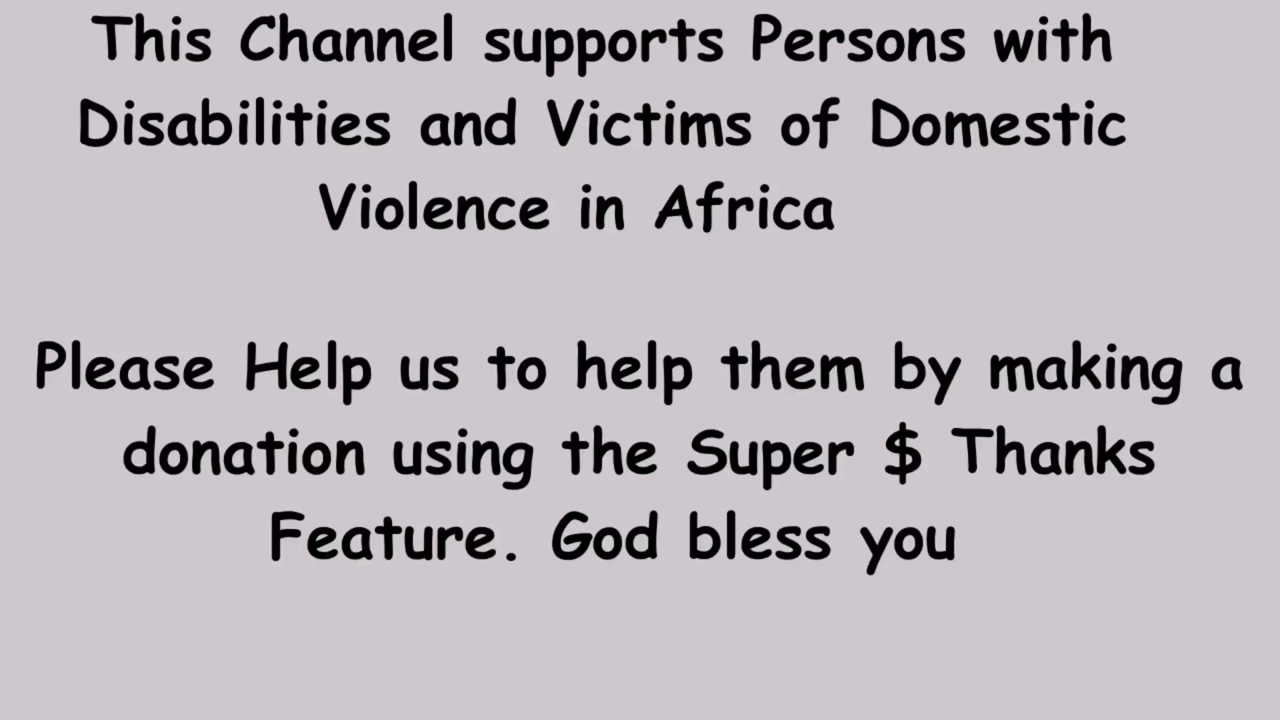 This Channel supports Persons with
Disabilities and Victims of Domestic
Violence in Africa
Please Help us to help them by making a
donation using the Super $ Thanks
Feature. God bless you